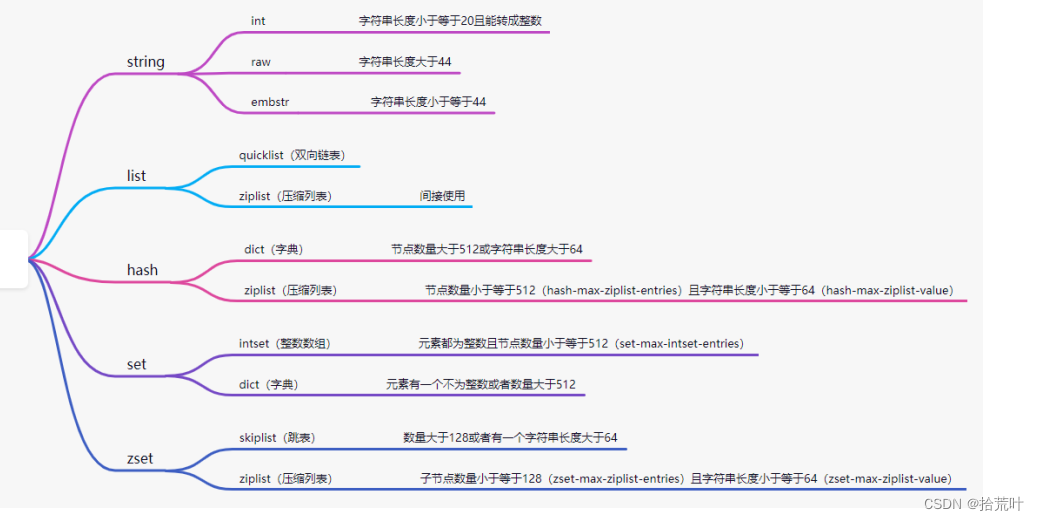 string
int 字符串长度小于等于20且能转成整数
raw 字符串长度大于44
embstr 字符串长度小于等于44
list
quicklist（双向链表）
ziplist（压缩列表） 间接使用
hash
dict（字典） 节点数量大于512或字符串长度大于64
ziplist（压缩列表） 节点数量小于等于512（hash-max-ziplist-entries）且字符串长度小于等于64（hash-max-ziplist-value）
set
intset（整数数组） 元素都为整数且节点数量小于等于512（set-max-intset-entries）
dict（字典） 元素有一个不为整数或者数量大于512
zset
skiplist（跳表） 数量大于128或者有一个字符串长度大于64
ziplist（压缩列表） 子节点数量小于等于128（zset-max-ziplist-entries）且字符串长度小于等于64（zset-max-ziplist-value）
CSDN @拾荒叶